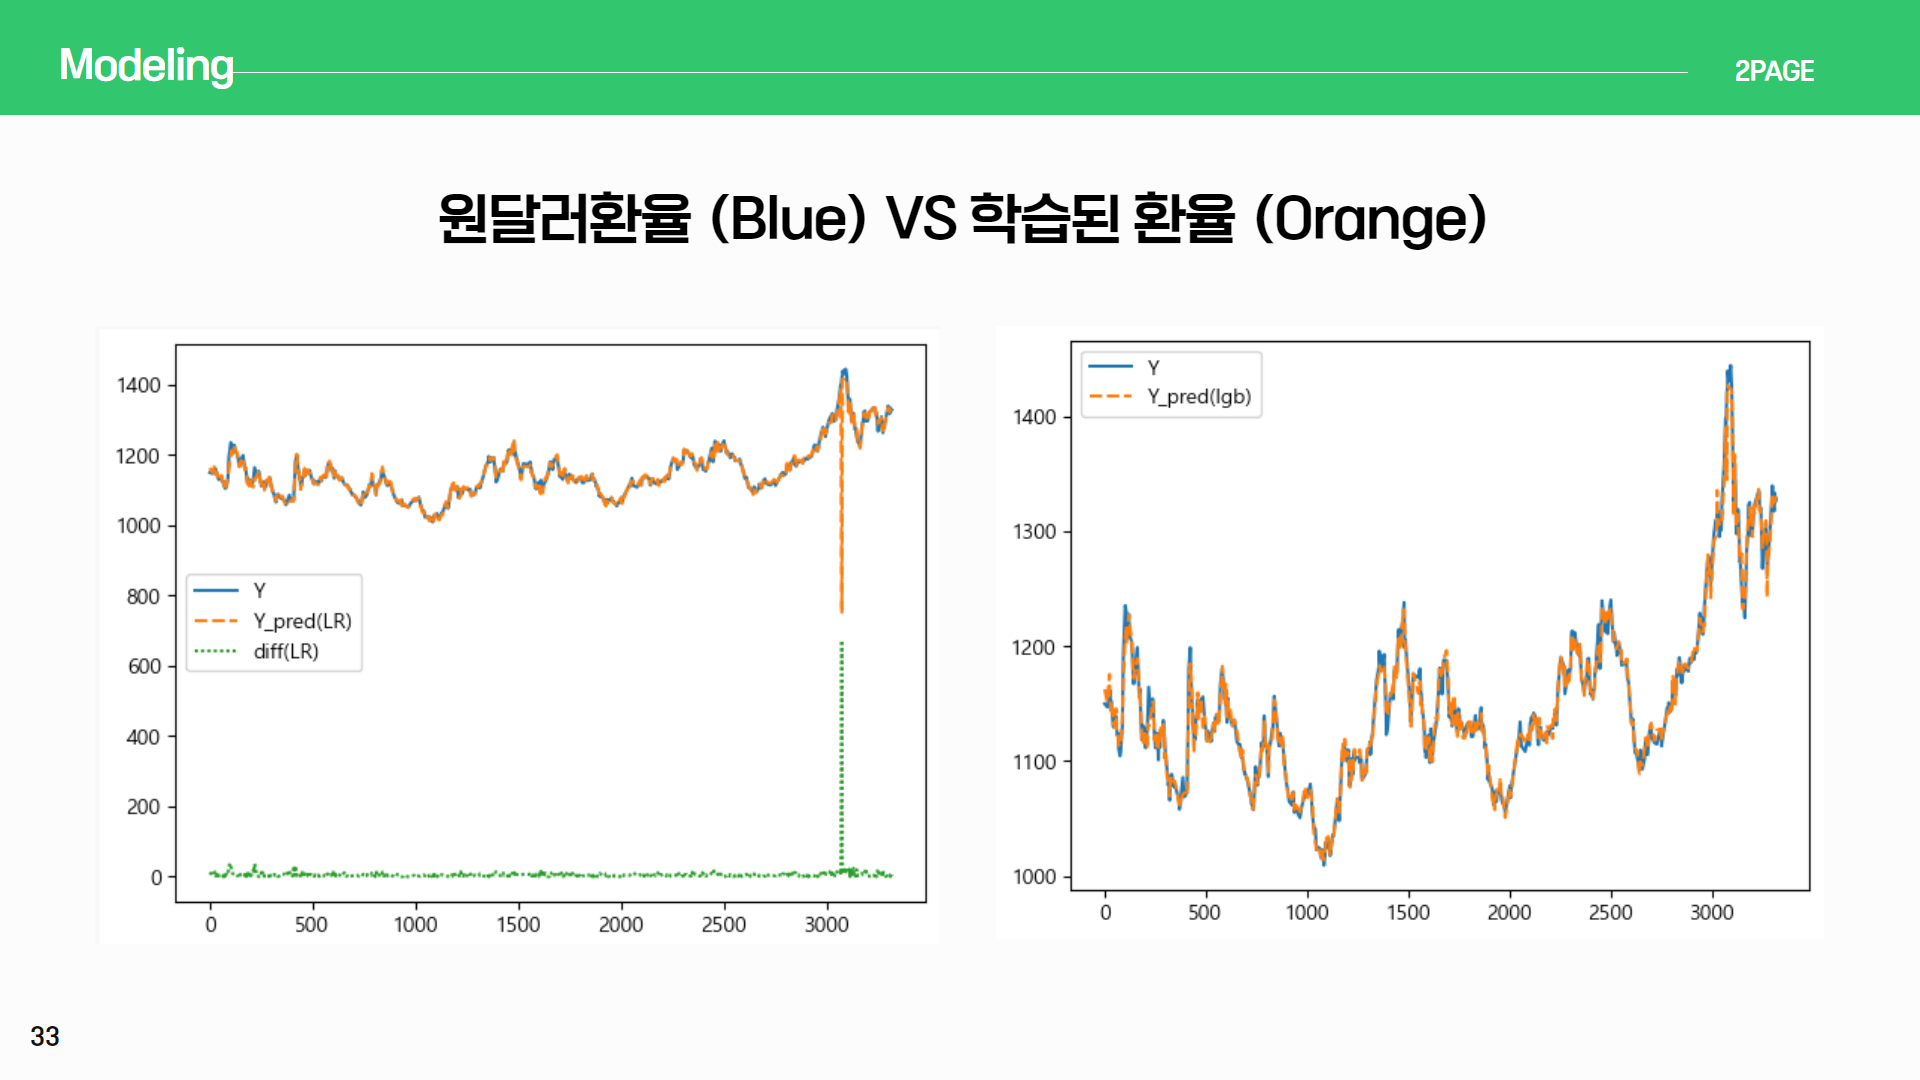 Modeling
2PAGE
원달러환율 (Blue) VS 학습된 환율 (Orange)
1400
1200
1000
800
600
400
200
0
Y
Y_pred(LR)
diff(LR)
0 500 1000 1500 2000 2500 3000
Y
Y_pred(lgb)
1400
1300
1200
1100
1000
0 500 1000 1500 2000 2500 3000
33